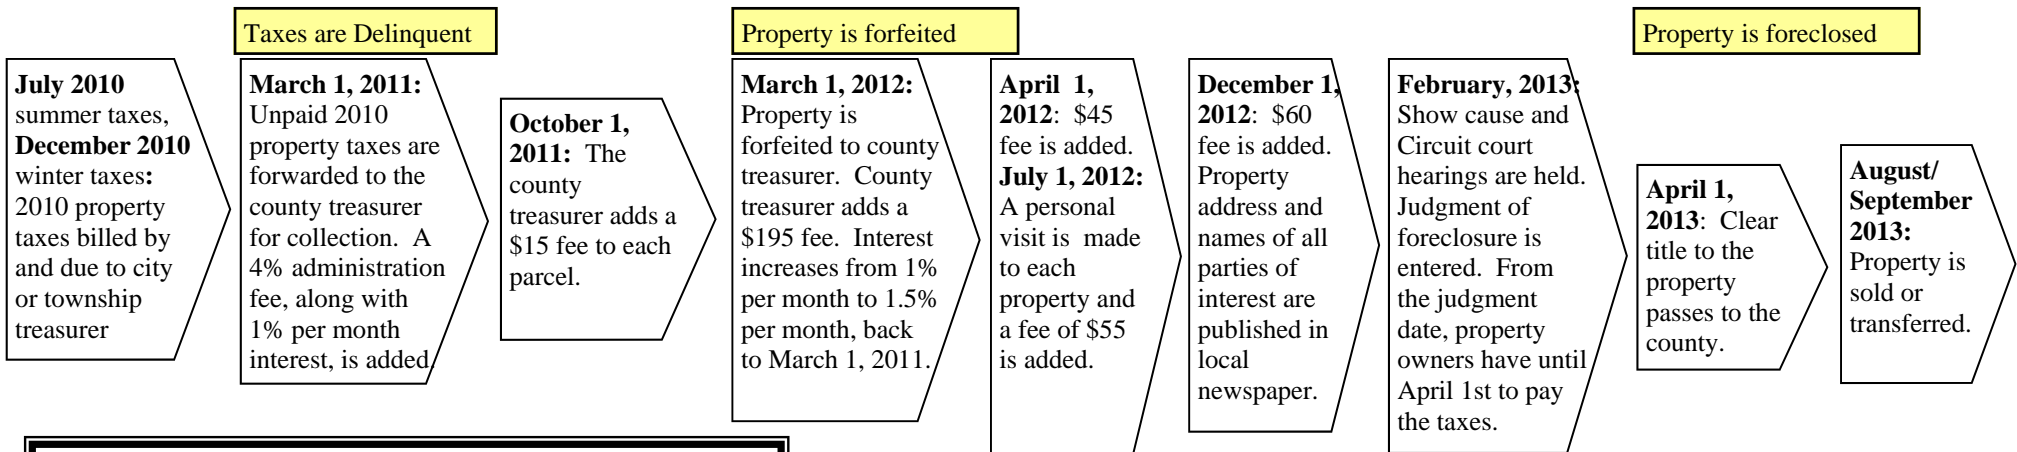 Taxes are Delinquent
Property is forfeited
Property is foreclosed
July 2010
summer taxes,
December 2010
winter taxes:
2010 property
taxes billed by
and due to city
or township
treasurer
March 1, 2011:
Unpaid 2010
property taxes are
forwarded to the
county treasurer
for collection.  A
4% administration
fee, along with
1% per month
interest, is added.
October 1,
2011:  The
county
treasurer adds a
$15 fee to each
parcel.
March 1, 2012:
Property is
forfeited to county
treasurer.  County
treasurer adds a
$195 fee.  Interest
increases from 1%
per month to 1.5%
per month, back
to March 1, 2011.
April  1,
2012:  $45
fee is added.
July 1, 2012:
A personal
visit is  made
to each
property and
a fee of $55
is added.
December 1,
2012:  $60
fee is added.
Property
address and
names of all
parties of
interest are
published in
local
newspaper.
February, 2013:
Show cause and
Circuit court
hearings are held.
Judgment of
foreclosure is
entered.  From
the judgment
date, property
owners have until
April 1st to pay
the taxes.
April 1,
2013:  Clear
title to the
property
passes to the
county.
August/
September
2013:
Property is
sold or
transferred.